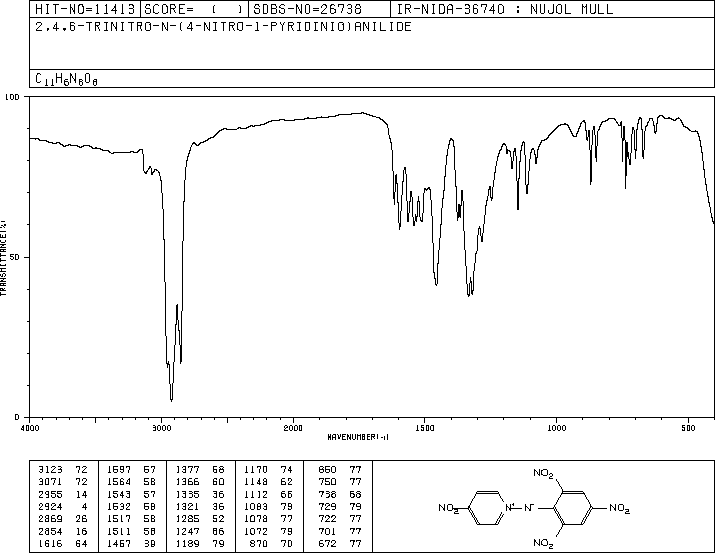 HIT-NO=11413 SCORE= ( ) SDBS-NO=26738 IR-NIDA-36740 : NUJOL MULL
2,4,6-TRINITRO-N-(4-NITRO-1-PYRIDINIO)ANILIDE
C11H6N6O8
100
50
0
TRANSMITTANCE(%)
4000 3000 2000 1500 1000 500
WAVENUMBER(-1)
3123 72 1597 57 1377 68 1170 74 850 77
3071 72 1564 58 1366 60 1148 62 750 77
2955 14 1543 57 1335 36 1112 66 738 68
2924 4 1532 58 1321 36 1083 79 729 79
2869 26 1517 58 1285 52 1078 77 722 77
2854 16 1511 58 1247 66 1072 79 701 77
1616 64 1457 39 1189 79 870 70 672 77
NO2
NO2 N+ N- NO2
NO2